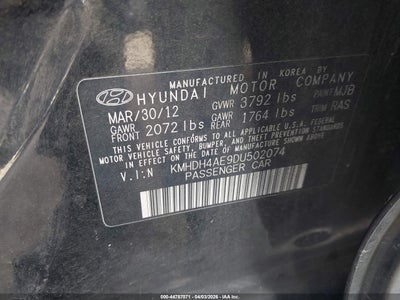 MANUFACTURED IN KOREA BY
HYUNDAI MOTOR COMPANY
MAR/30/12 GVWR 3792 lbs PAINT MJB
GAWR FRONT 2072 lbs GAWR REAR 1764 lbs TRIM RAS
THIS VEHICLE CONFORMS TO ALL APPLICABLE U.S.A. FEDERAL
MOTOR VEHICLE SAFETY, BUMPER, AND THEFT PREVENTION STANDARDS
IN EFFECT ON THE DATE OF MANUFACTURE SHOWN ABOVE.
V.I:N KMHDH4AE9DU502074
PASSENGER CAR
000-44787871 - 04/03/2026 - IAA, Inc.